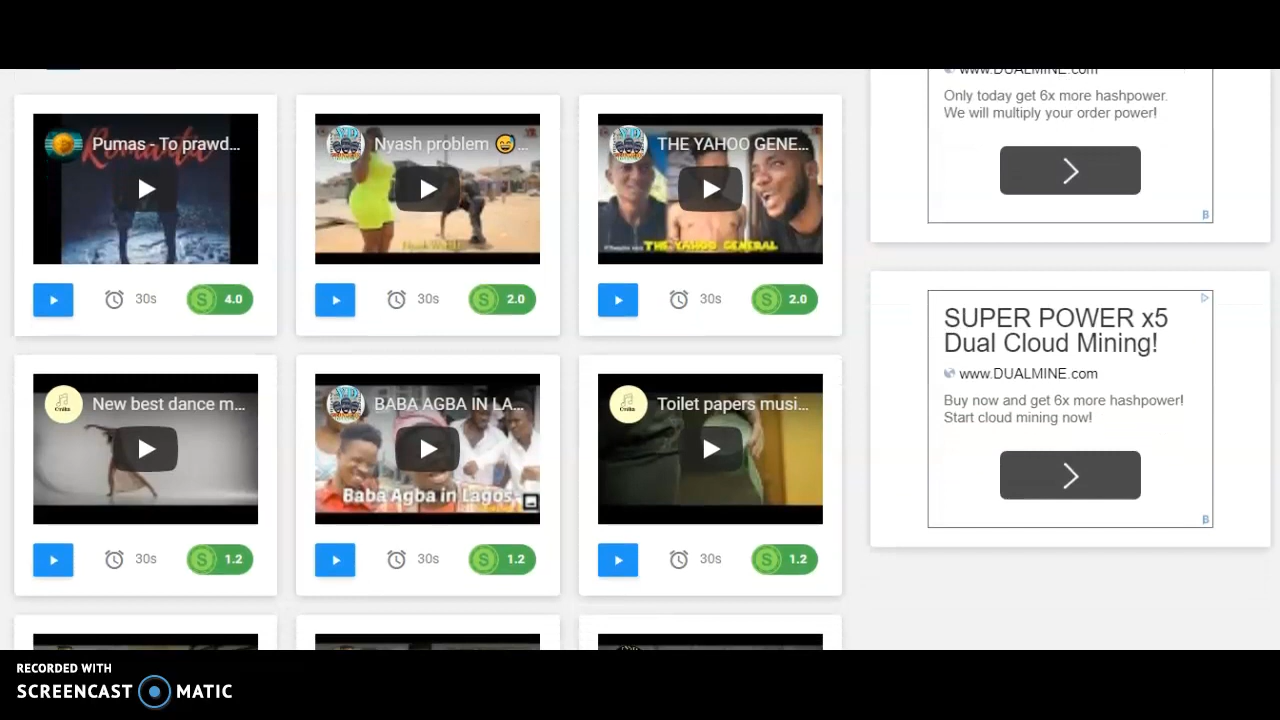 Pumas - To prawd...
Nyash problem 😅...
THE YAHOO GENE...
THE YAHOO GENERAL
30s
4.0
30s
2.0
30s
2.0
New best dance m...
BABA AGBA IN LA...
Toilet papers musi...
Baba Agba in Lagos
30s
1.2
30s
1.2
30s
1.2
www.DUALMINE.com
Only today get 6x more hashpower.
We will multiply your order power!
SUPER POWER x5
Dual Cloud Mining!
www.DUALMINE.com
Buy now and get 6x more hashpower!
Start cloud mining now!
RECORDED WITH
SCREENCAST MATIC